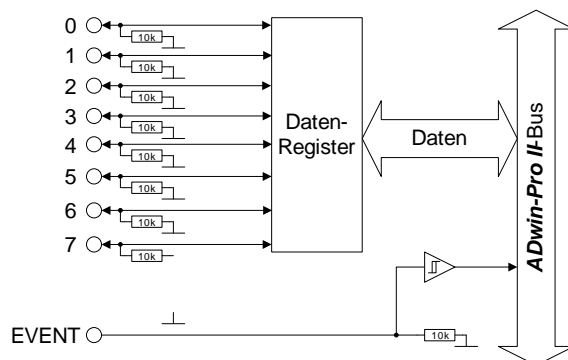 0
10k
1
10k
2
10k
3
10k
4
10k
5
10k
6
10k
7
10k
Daten-
Register
Daten
ADwin-Pro II-Bus
EVENT
10k